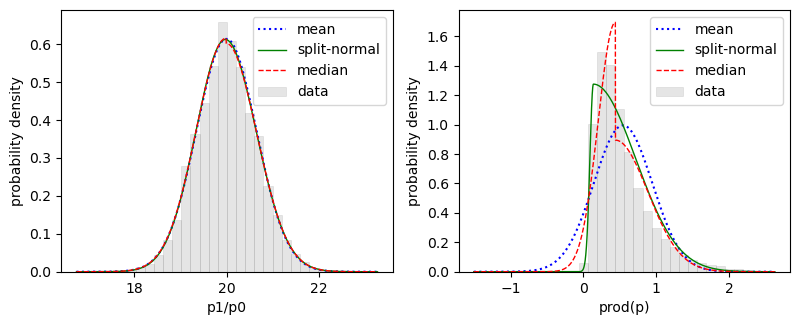 probability density
0.6
0.5
0.4
0.3
0.2
0.1
0.0
18
20
22
p1/p0
mean
split-normal
median
data
probability density
1.6
1.4
1.2
1.0
0.8
0.6
0.4
0.2
0.0
−1
0
1
2
prod(p)
mean
split-normal
median
data